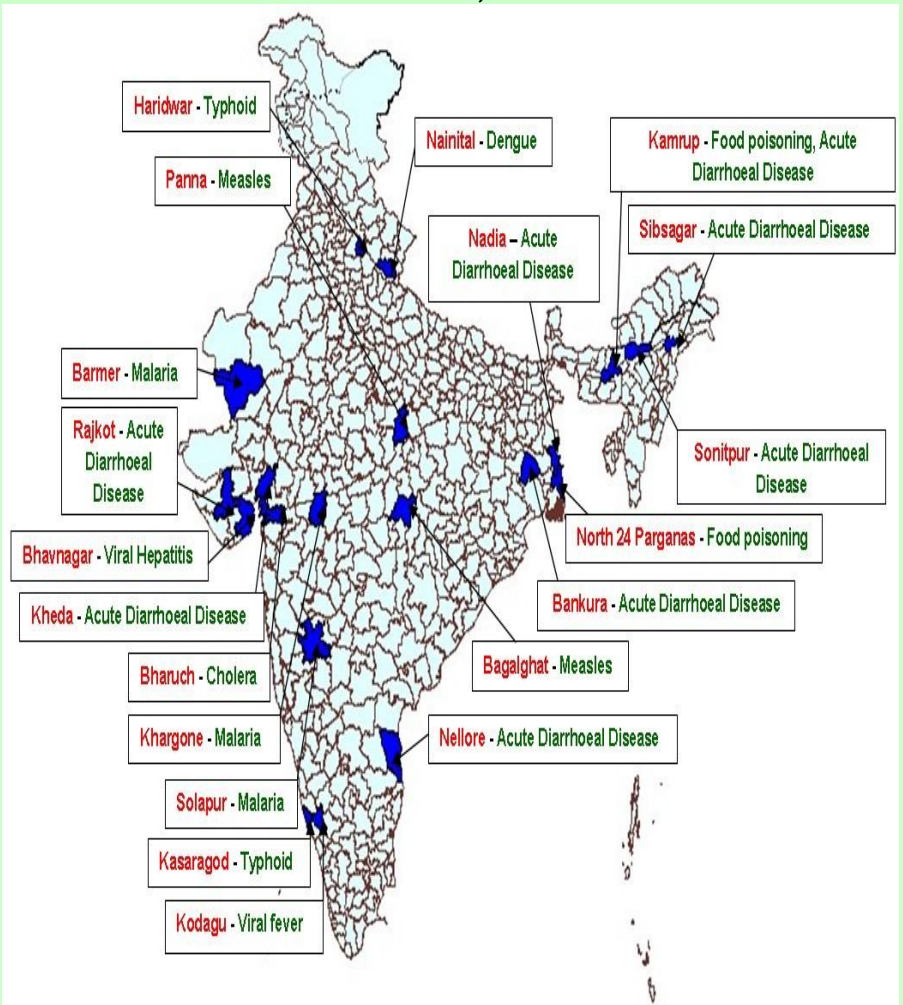 Haridwar - Typhoid
Nainital - Dengue
Kamrup - Food poisoning, Acute
Diarrhoeal Disease
Panna - Measles
Nadia – Acute
Diarrhoeal Disease
Sibsagar - Acute Diarrhoeal Disease
Barmer - Malaria
Rajkot - Acute
Diarrhoeal
Disease
Sonitpur - Acute Diarrhoeal
Disease
North 24 Parganas - Food poisoning
Bhavnagar - Viral Hepatitis
Kheda - Acute Diarrhoeal Disease
Bankura - Acute Diarrhoeal Disease
Bharuch - Cholera
Bagalghat - Measles
Khargone - Malaria
Nellore - Acute Diarrhoeal Disease
Solapur - Malaria
Kasaragod - Typhoid
Kodagu - Viral fever